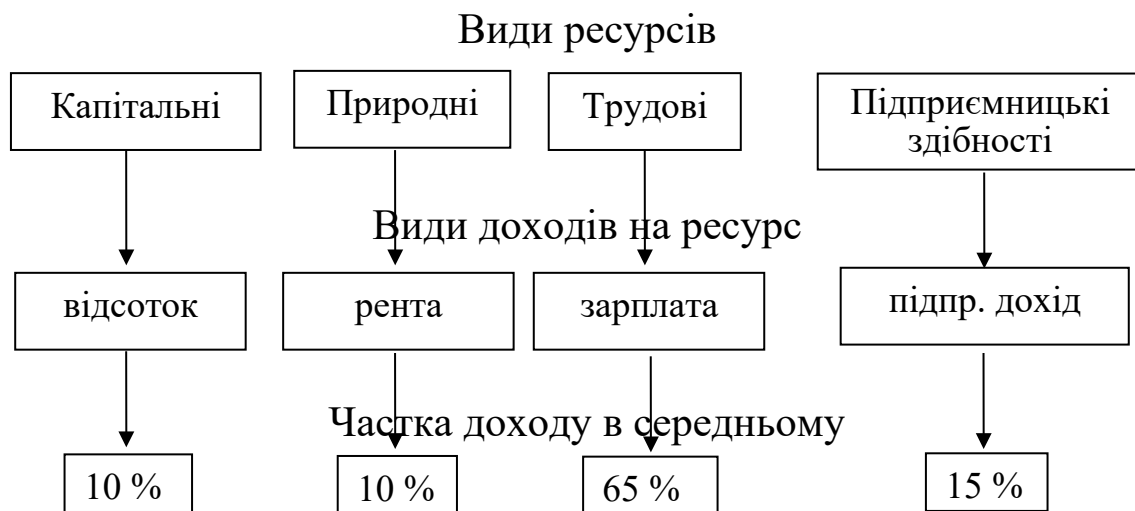 Види ресурсів
Капітальні
Природні
Трудові
Підприємницькі
здібності
Види доходів на ресурс
відсоток
рента
зарплата
підпр. дохід
Частка доходу в середньому
10 %
10 %
65 %
15 %